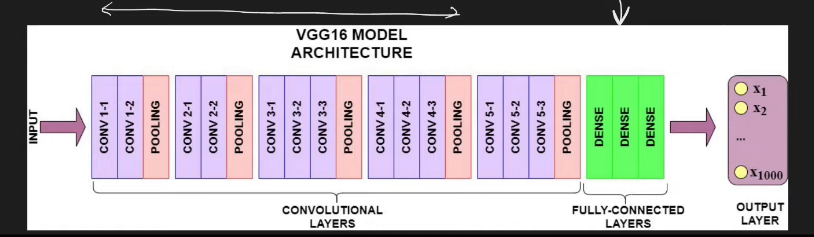 VGG16 MODEL
ARCHITECTURE
INPUT
CONV 1-1
CONV 1-2
POOLING
CONV 2-1
CONV 2-2
POOLING
CONV 3-1
CONV 3-2
CONV 3-3
POOLING
CONV 4-1
CONV 4-2
CONV 4-3
POOLING
CONV 5-1
CONV 5-2
CONV 5-3
POOLING
DENSE
DENSE
DENSE
x1
x2
...
x1000
CONVOLUTIONAL
LAYERS
FULLY-CONNECTED
LAYERS
OUTPUT
LAYER